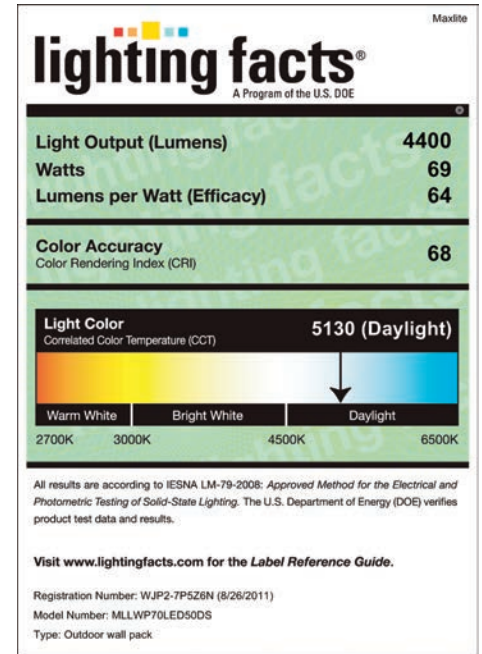 Maxlite
lighting facts®
A Program of the U.S. DOE
Light Output (Lumens) 4400
Watts 69
Lumens per Watt (Efficacy) 64
Color Accuracy
Color Rendering Index (CRI) 68
Light Color
Correlated Color Temperature (CCT) 5130 (Daylight)
Warm White Bright White Daylight
2700K 3000K 4500K 6500K
All results are according to IESNA LM-79-2008: Approved Method for the Electrical and
Photometric Testing of Solid-State Lighting. The U.S. Department of Energy (DOE) verifies
product test data and results.
Visit www.lightingfacts.com for the Label Reference Guide.
Registration Number: WJP2-7P5Z6N (8/26/2011)
Model Number: MLLWP70LED50DS
Type: Outdoor wall pack